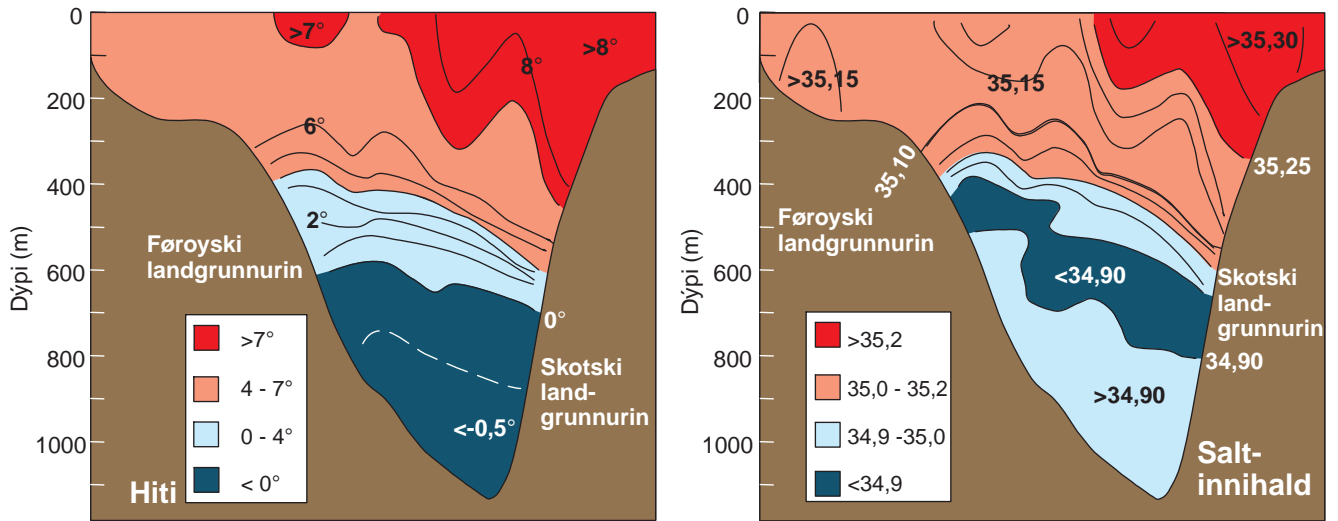 0
200
400
600
800
1000
Dýpi (m)
>7°
8°
>8°
6°
2°
Føroyski
landgrunnurin
0°
Skotski
land-
grunnurin
<-0,5°
>7°
4 - 7°
0 - 4°
< 0°
Hiti
0
200
400
600
800
1000
Dýpi (m)
>35,15
35,15
>35,30
35,10
35,25
Føroyski
landgrunnurin
<34,90
Skotski
land-
grunnurin
34,90
>34,90
>35,2
35,0 - 35,2
34,9 -35,0
<34,9
Salt-
innihald